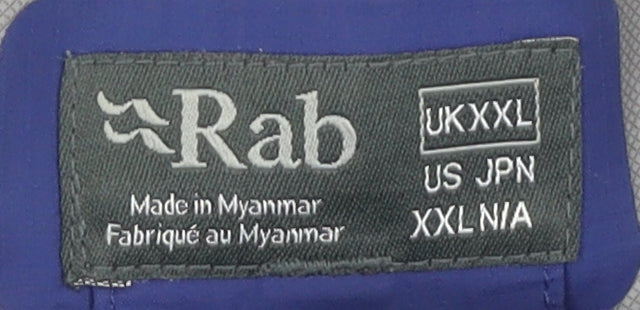 Rab
Made in Myanmar
Fabriqué au Myanmar
UK XXL
US JPN
XXL N/A